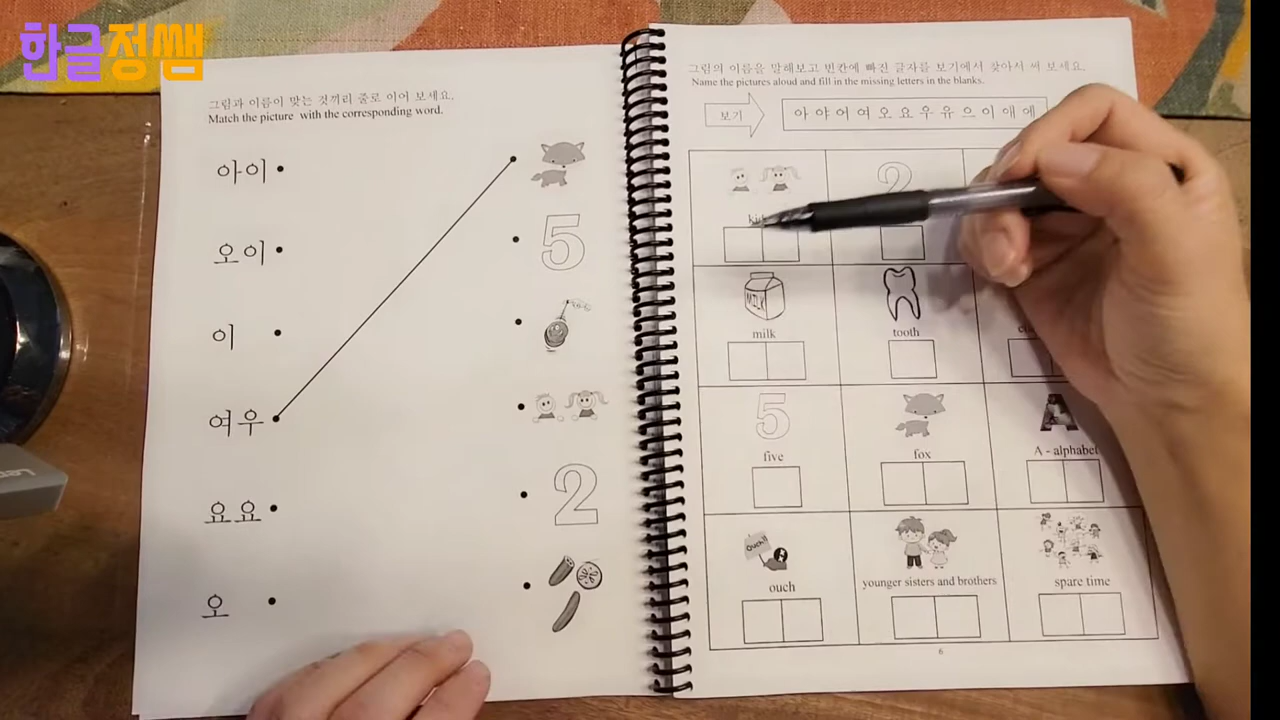 한글정쌤
그림과 이름이 맞는 것끼리 줄로 이어 보세요.
Match the picture with the corresponding word.
아이
오이
5
이
여우
요요
2
오
그림의 이름을 말해보고 빈칸에 빠진 글자를 보기에서 찾아서 써 보세요.
Name the pictures aloud and fill in the missing letters in the blanks.
보기
아 야 어 여 오 요 우 유 으 이 애 에
2
MILK
milk
tooth
5
five
fox
A
A - alphabet
Ouch!!
ouch
younger sisters and brothers
spare time
6